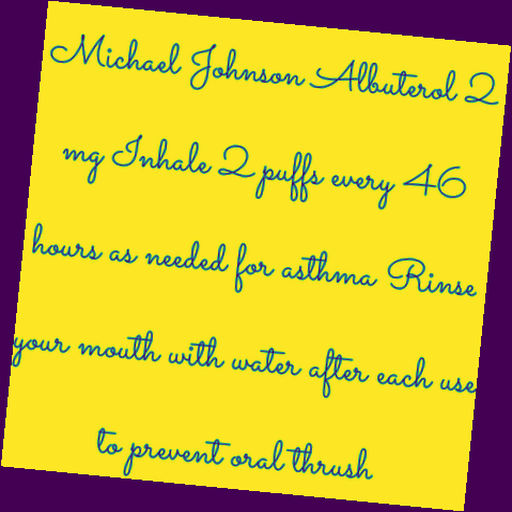 Michael Johnson Albuterol 2
mg Inhale 2 puffs every 46
hours as needed for asthma Rinse
your mouth with water after each use
to prevent oral thrush